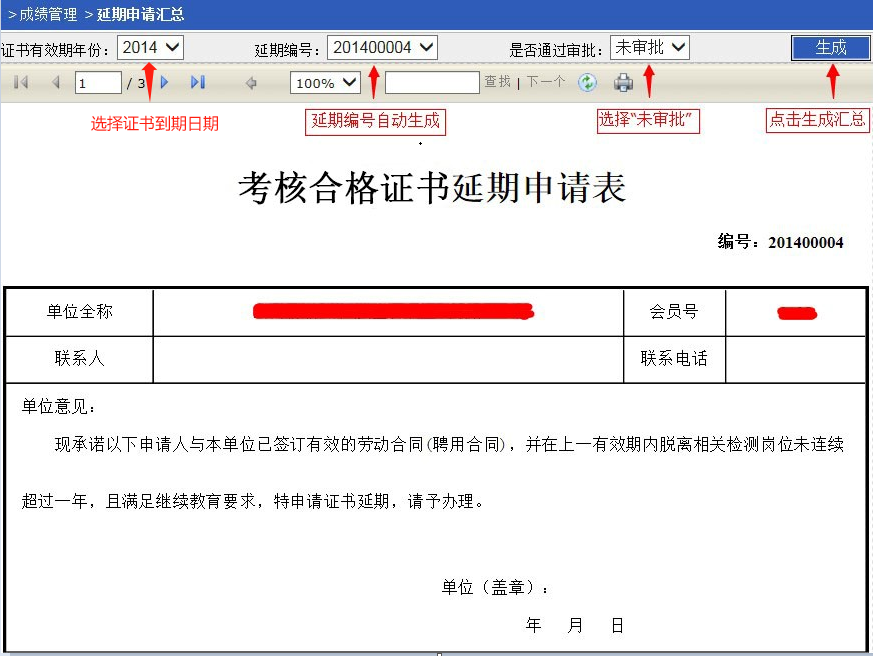 >成绩管理 >延期申请汇总
证书有效期年份： 2014 延期编号： 201400004 是否通过审批： 未审批 生成
1 / 3 100% 查找 | 下一个
选择证书到期日期 延期编号自动生成 选择“未审批” 点击生成汇总
考核合格证书延期申请表
编号：201400004
单位全称 会员号
联系人 联系电话
单位意见：
现承诺以下申请人与本单位已签订有效的劳动合同(聘用合同)，并在上一有效期内脱离相关检测岗位未连续
超过一年，且满足继续教育要求，特申请证书延期，请予办理。
单位（盖章）：
年 月 日